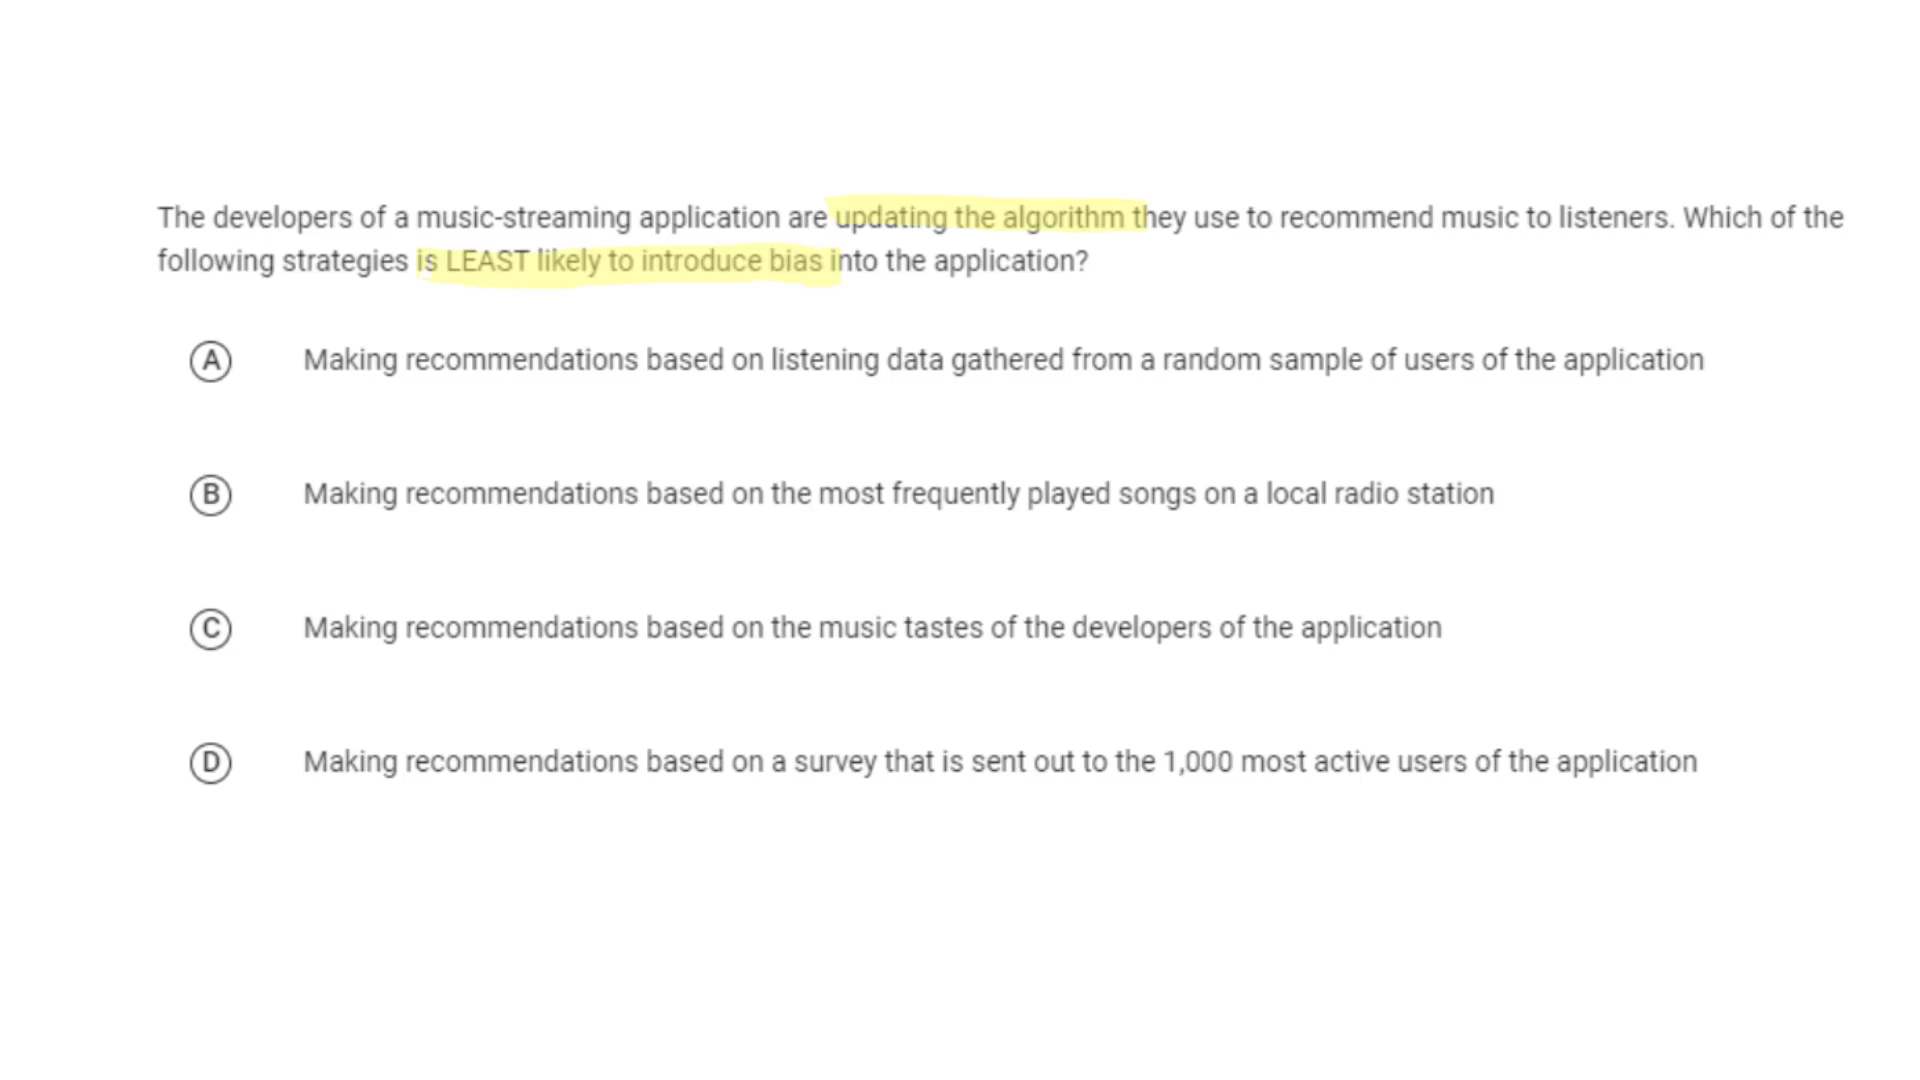 The developers of a music-streaming application are updating the algorithm they use to recommend music to listeners. Which of the
following strategies is LEAST likely to introduce bias into the application?
A Making recommendations based on listening data gathered from a random sample of users of the application
B Making recommendations based on the most frequently played songs on a local radio station
C Making recommendations based on the music tastes of the developers of the application
D Making recommendations based on a survey that is sent out to the 1,000 most active users of the application